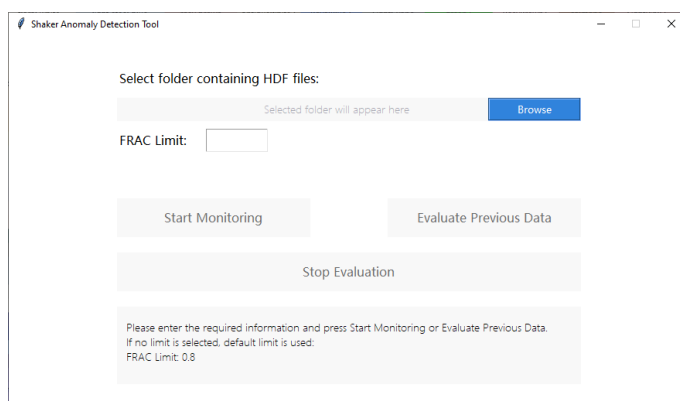 Shaker Anomaly Detection Tool
Select folder containing HDF files:
Selected folder will appear here
Browse
FRAC Limit:
Start Monitoring
Evaluate Previous Data
Stop Evaluation
Please enter the required information and press Start Monitoring or Evaluate Previous Data.
If no limit is selected, default limit is used:
FRAC Limit: 0.8